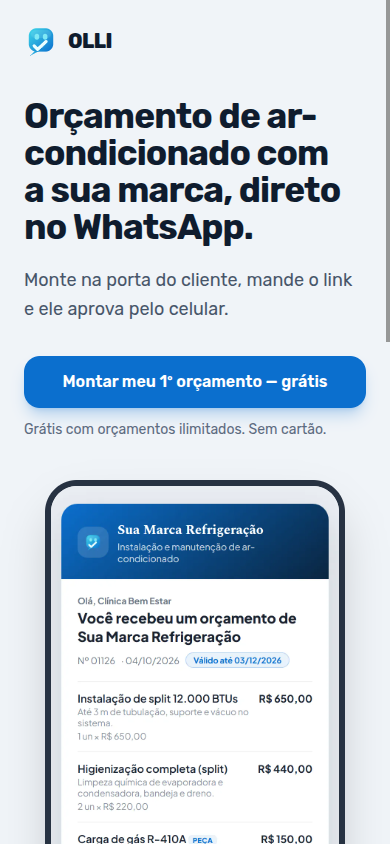 OLLI
Orçamento de ar-
condicionado com
a sua marca, direto
no WhatsApp.
Monte na porta do cliente, mande o link
e ele aprova pelo celular.
Montar meu 1º orçamento — grátis
Grátis com orçamentos ilimitados. Sem cartão.
Sua Marca Refrigeração
Instalação e manutenção de ar-
condicionado
Olá, Clínica Bem Estar
Você recebeu um orçamento de
Sua Marca Refrigeração
Nº 01126 · 04/10/2026 Válido até 03/12/2026
Instalação de split 12.000 BTUs R$ 650,00
Até 3 m de tubulação, suporte e vácuo no
sistema.
1 un × R$ 650,00
Higienização completa (split) R$ 440,00
Limpeza química de evaporadora e
condensadora, bandeja e dreno.
2 un × R$ 220,00
Carga de gás R-410A PEÇA R$ 150,00